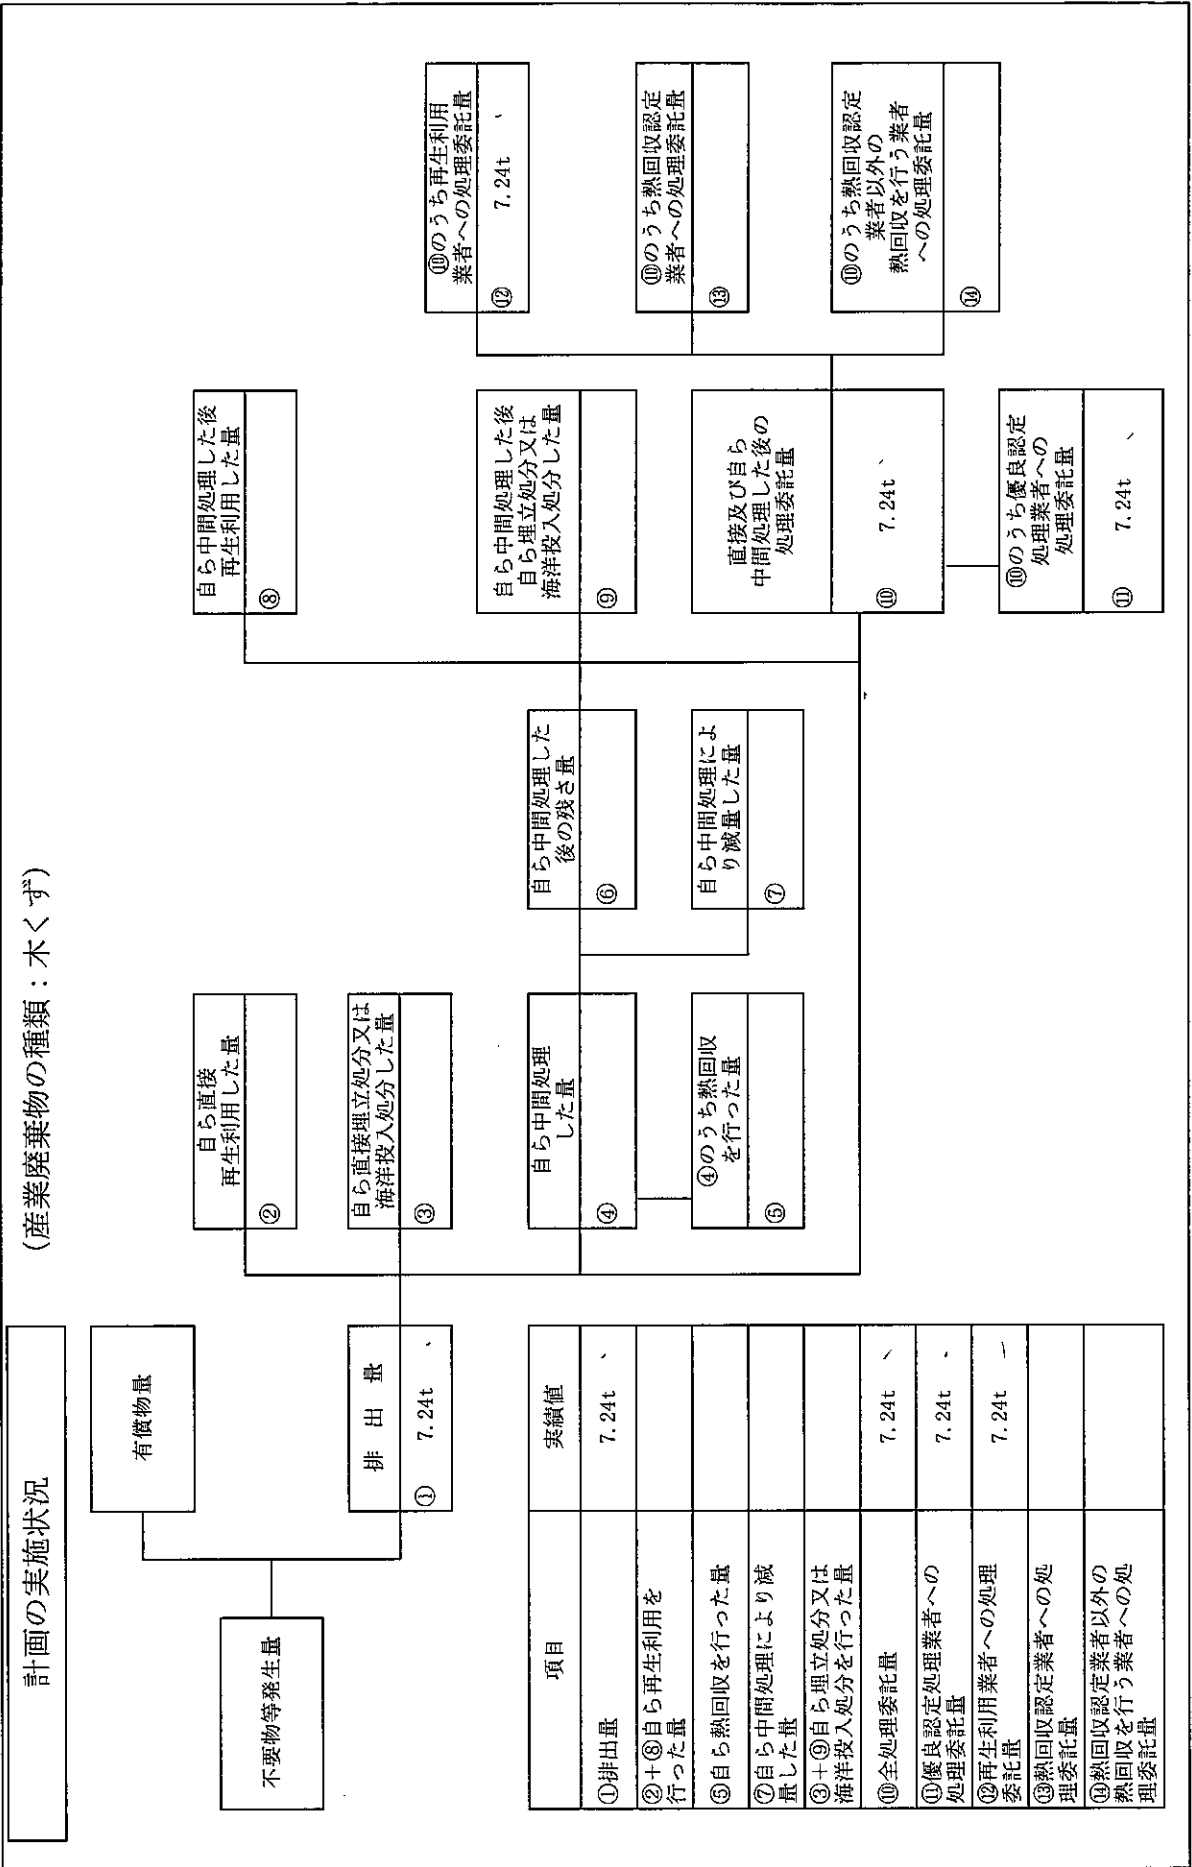 計画の実施状況
(産業廃棄物の種類：木くず)
不要物等発生量
有償物量
排 出 量
① 7.24t
自ら直接
再生利用した量
②
自ら直接埋立処分又は
海洋投入処分した量
③
自ら中間処理
した量
④
④のうち熱回収
を行った量
⑤
自ら中間処理した
後の残さ量
⑥
自ら中間処理によ
り減量した量
⑦
自ら中間処理した後
再生利用した量
⑧
自ら中間処理した後
自ら埋立処分又は
海洋投入処分した量
⑨
直接及び自ら
中間処理した後の
処理委託量
⑩ 7.24t
⑩のうち優良認定
処理業者への
処理委託量
⑪ 7.24t
⑩のうち再生利用
業者への処理委託量
⑫ 7.24t
⑩のうち熱回収認定
業者への処理委託量
⑬
⑩のうち熱回収認定
業者以外の
熱回収を行う業者
への処理委託量
⑭
項目 実績値
①排出量 7.24t
②+⑧自ら再生利用を
行った量
⑤自ら熱回収を行った量
⑦自ら中間処理により減
量した量
③+⑨自ら埋立処分又は
海洋投入処分を行った量
⑩全処理委託量 7.24t
⑪優良認定処理業者への
処理委託量 7.24t
⑫再生利用業者への処理
委託量 7.24t
⑬熱回収認定業者への処
理委託量
⑭熱回収認定業者以外の
熱回収を行う業者への処
理委託量